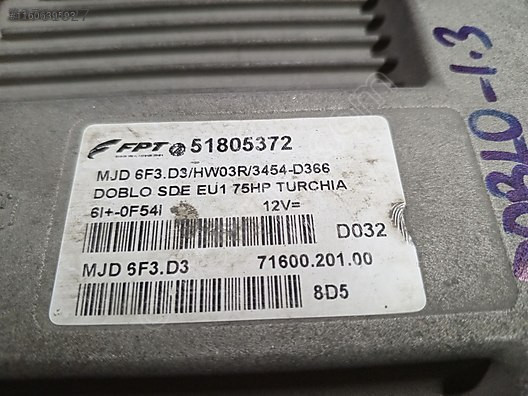 FPT 51805372
MJD 6F3.D3/HW03R/3454-D366
DOBLO SDE EU1 75HP TURCHIA
6I+-0F54I 12V=
D032
MJD 6F3.D3 71600.201.00
8D5
DOBLO-1.3